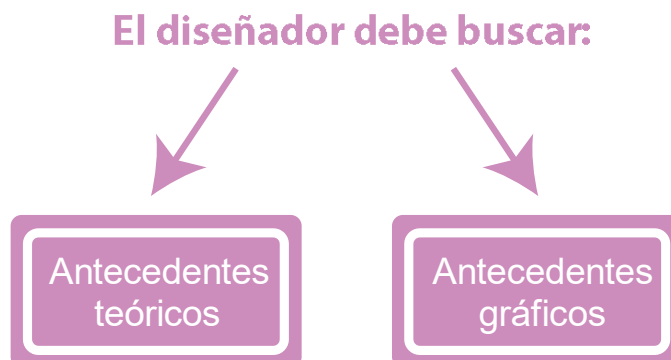 El diseñador debe buscar:
Antecedentes
teóricos
Antecedentes
gráficos